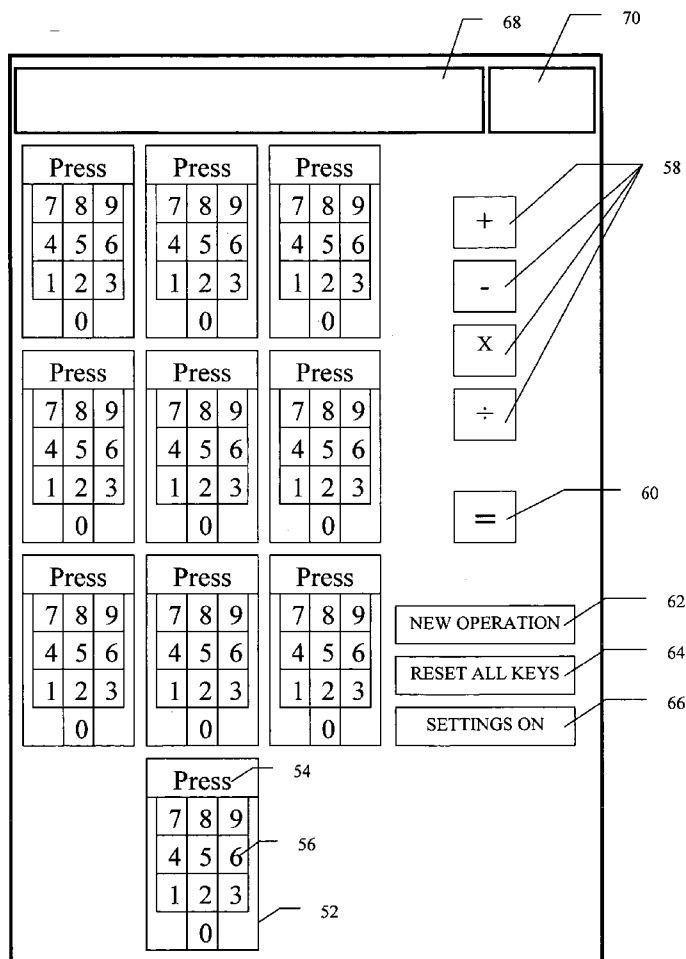 68 70
Press Press Press 58
7 8 9 7 8 9 7 8 9 +
4 5 6 4 5 6 4 5 6 -
1 2 3 1 2 3 1 2 3 X
0 0 0
Press Press Press ÷
7 8 9 7 8 9 7 8 9
4 5 6 4 5 6 4 5 6
1 2 3 1 2 3 1 2 3 = 60
0 0 0
Press Press Press
7 8 9 7 8 9 7 8 9 NEW OPERATION 62
4 5 6 4 5 6 4 5 6 RESET ALL KEYS 64
1 2 3 1 2 3 1 2 3 SETTINGS ON 66
0 0 0
Press 54
7 8 9
4 5 6 56
1 2 3 52
0